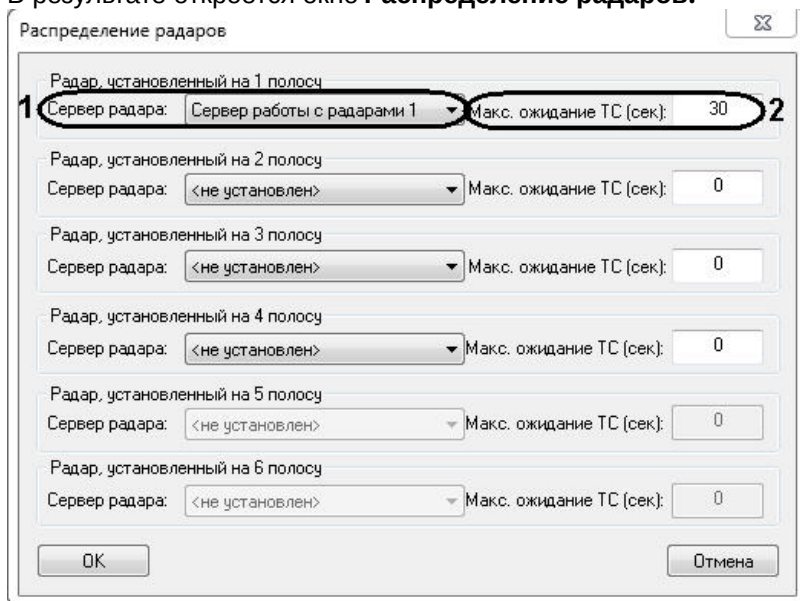 В результате откроется окно Распределение радаров.
Распределение радаров
Радар, установленный на 1 полосу
1 Сервер радара: Сервер работы с радарами 1 Макс. ожидание ТС (сек): 30 2
Радар, установленный на 2 полосу
Сервер радара: <не установлен> Макс. ожидание ТС (сек): 0
Радар, установленный на 3 полосу
Сервер радара: <не установлен> Макс. ожидание ТС (сек): 0
Радар, установленный на 4 полосу
Сервер радара: <не установлен> Макс. ожидание ТС (сек): 0
Радар, установленный на 5 полосу
Сервер радара: <не установлен> Макс. ожидание ТС (сек): 0
Радар, установленный на 6 полосу
Сервер радара: <не установлен> Макс. ожидание ТС (сек): 0
OK Отмена